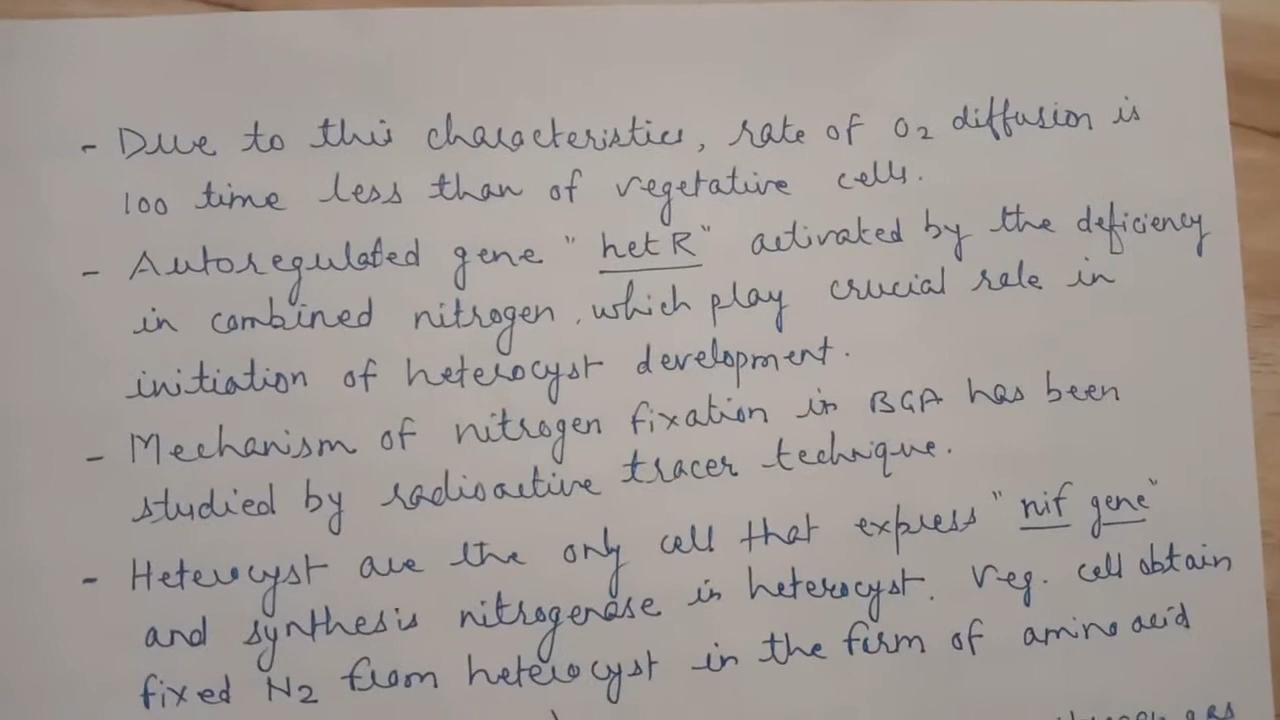 - Due to this characteristics, rate of O2 diffusion is
100 time less than of vegetative cells.
- Autoregulated gene "hetR" activated by the deficiency
in combined nitrogen, which play crucial role in
initiation of heterocyst development.
- Mechanism of nitrogen fixation in BGA has been
studied by radioactive tracer technique.
- Heterocyst are the only cell that express "nif gene"
and synthesis nitrogenase in heterocyst. Veg. cell obtain
fixed N2 from heterocyst in the form of amino acid